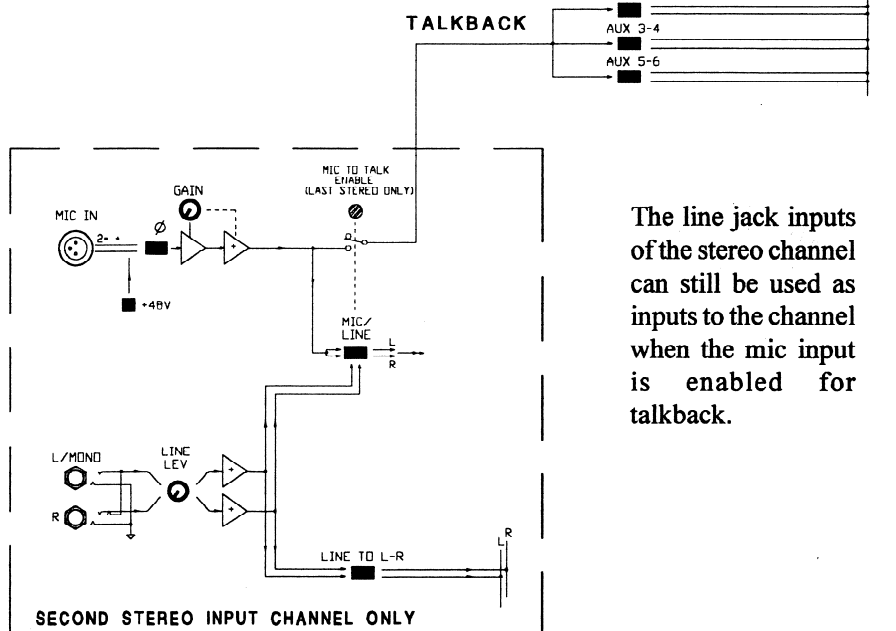 TALKBACK
AUX 3-4
AUX 5-6
MIC TO TALK
ENABLE
(LAST STEREO ONLY)
GAIN
MIC IN
Ø
2- +
+48V
MIC/
LINE
L
R
The line jack inputs
of the stereo channel
can still be used as
inputs to the channel
when the mic input
is enabled for
talkback.
L/MONO
LINE
LEV
R
LINE TO L-R
L
R
SECOND STEREO INPUT CHANNEL ONLY